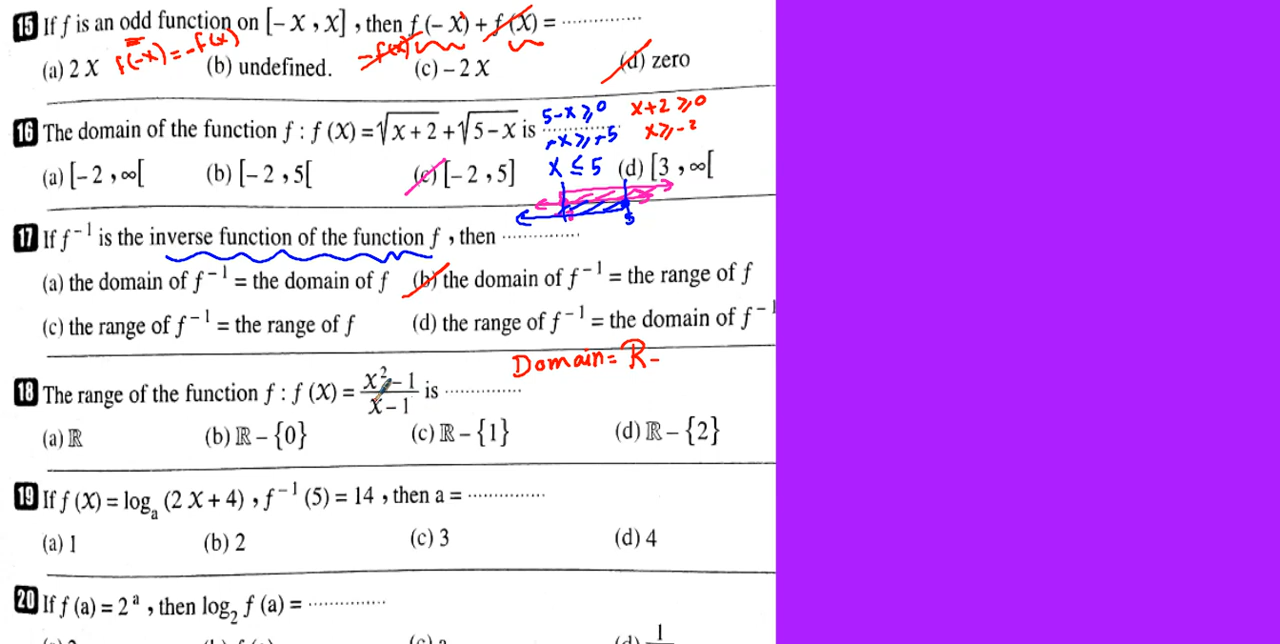 15 If f is an odd function on [– X , X] , then f (– X) + f (X) = ..............
f(-x) = -f(x)
-f(x)
(a) 2 X (b) undefined. (c) – 2 X (d) zero
5-x ≥ 0 x+2 ≥ 0
16 The domain of the function f : f (X) = √(X + 2) + √(5 – X) is ..............
-x ≥ -5 x ≥ -2
(a) [– 2 , ∞[ (b) [– 2 , 5[ (c) [– 2 , 5] x ≤ 5 (d) [3 , ∞[
5
17 If f⁻¹ is the inverse function of the function f , then ..............
(a) the domain of f⁻¹ = the domain of f (b) the domain of f⁻¹ = the range of f
(c) the range of f⁻¹ = the range of f (d) the range of f⁻¹ = the domain of f⁻¹
Domain = R -
18 The range of the function f : f (X) = (X² – 1)/(X – 1) is ..............
(a) ℝ (b) ℝ – {0} (c) ℝ – {1} (d) ℝ – {2}
19 If f (X) = logₐ (2 X + 4) , f⁻¹ (5) = 14 , then a = ..............
(a) 1 (b) 2 (c) 3 (d) 4
20 If f (a) = 2ᵃ , then log₂ f (a) = ..............